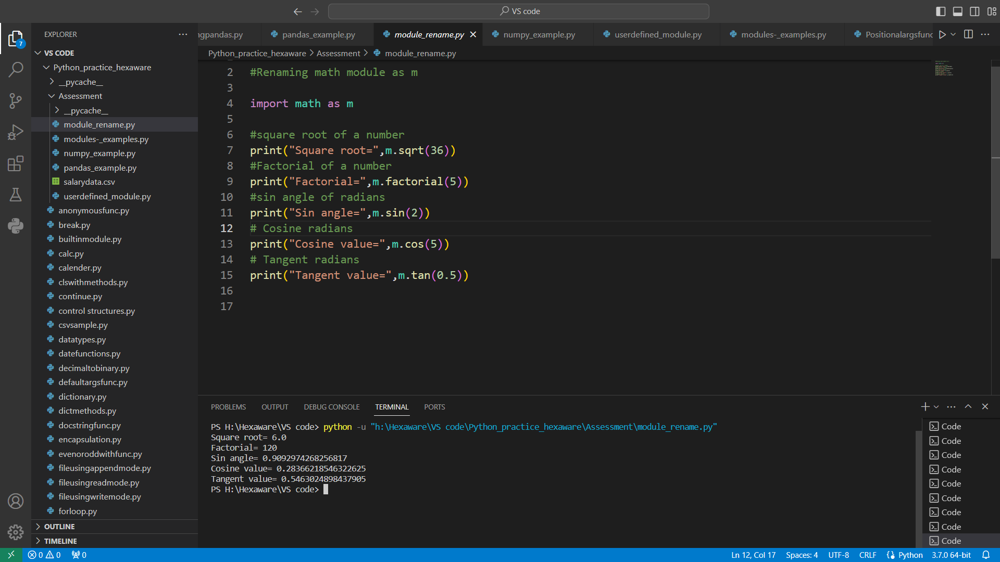 VS code
EXPLORER
7
VS CODE
Python_practice_hexaware
__pycache__
Assessment
__pycache__
module_rename.py
modules-_examples.py
numpy_example.py
pandas_example.py
salarydata.csv
userdefined_module.py
anonymousfunc.py
break.py
builtinmodule.py
calc.py
calender.py
clswithmethods.py
continue.py
control structures.py
csvsample.py
datatypes.py
datefunctions.py
decimaltobinary.py
defaultargsfunc.py
dictionary.py
dictmethods.py
docstringfunc.py
encapsulation.py
evenoroddwithfunc.py
fileusingappendmode.py
fileusingreadmode.py
fileusingwritemode.py
forloop.py
OUTLINE
TIMELINE
ngpandas.py pandas_example.py module_rename.py numpy_example.py userdefined_module.py modules-_examples.py Positionalargsfunc
Python_practice_hexaware > Assessment > module_rename.py
2 #Renaming math module as m
3
4 import math as m
5
6 #square root of a number
7 print("Square root=",m.sqrt(36))
8 #Factorial of a number
9 print("Factorial=",m.factorial(5))
10 #sin angle of radians
11 print("Sin angle=",m.sin(2))
12 # Cosine radians
13 print("Cosine value=",m.cos(5))
14 # Tangent radians
15 print("Tangent value=",m.tan(0.5))
16
17
PROBLEMS OUTPUT DEBUG CONSOLE TERMINAL PORTS
PS H:\Hexaware\VS code> python -u "h:\Hexaware\VS code\Python_practice_hexaware\Assessment\module_rename.py"
Square root= 6.0
Factorial= 120
Sin angle= 0.9092974268256817
Cosine value= 0.28366218546322625
Tangent value= 0.5463024898437905
PS H:\Hexaware\VS code>
Code
Code
Code
Code
Code
Code
Code
Code
Code
0 0 0 Ln 12, Col 17 Spaces: 4 UTF-8 CRLF Python 3.7.0 64-bit